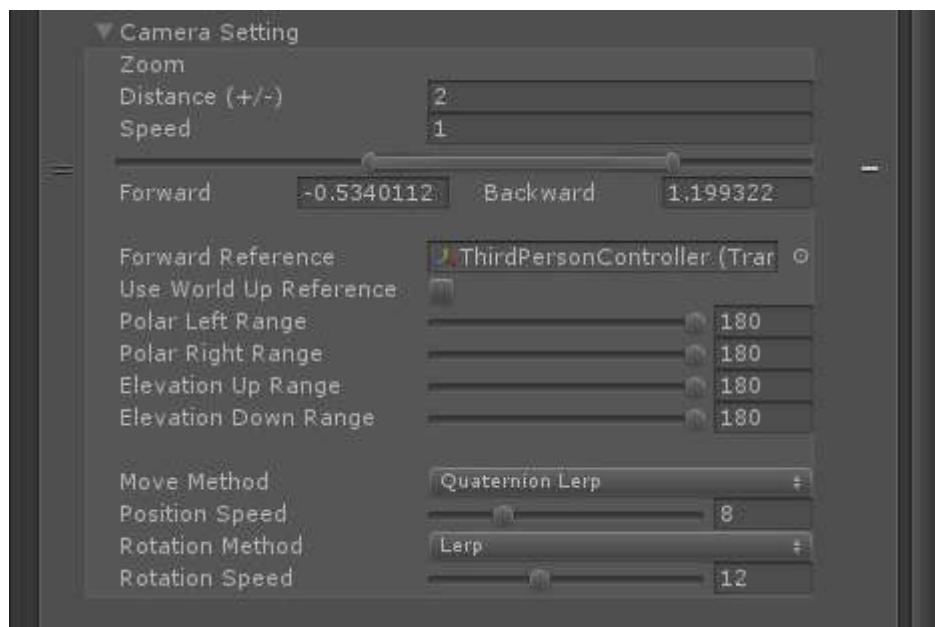 Camera Setting
Zoom
Distance (+/-) 2
Speed 1
Forward -0.5340112 Backward 1.199322
Forward Reference ThirdPersonController (Trar
Use World Up Reference
Polar Left Range 180
Polar Right Range 180
Elevation Up Range 180
Elevation Down Range 180
Move Method Quaternion Lerp
Position Speed 8
Rotation Method Lerp
Rotation Speed 12